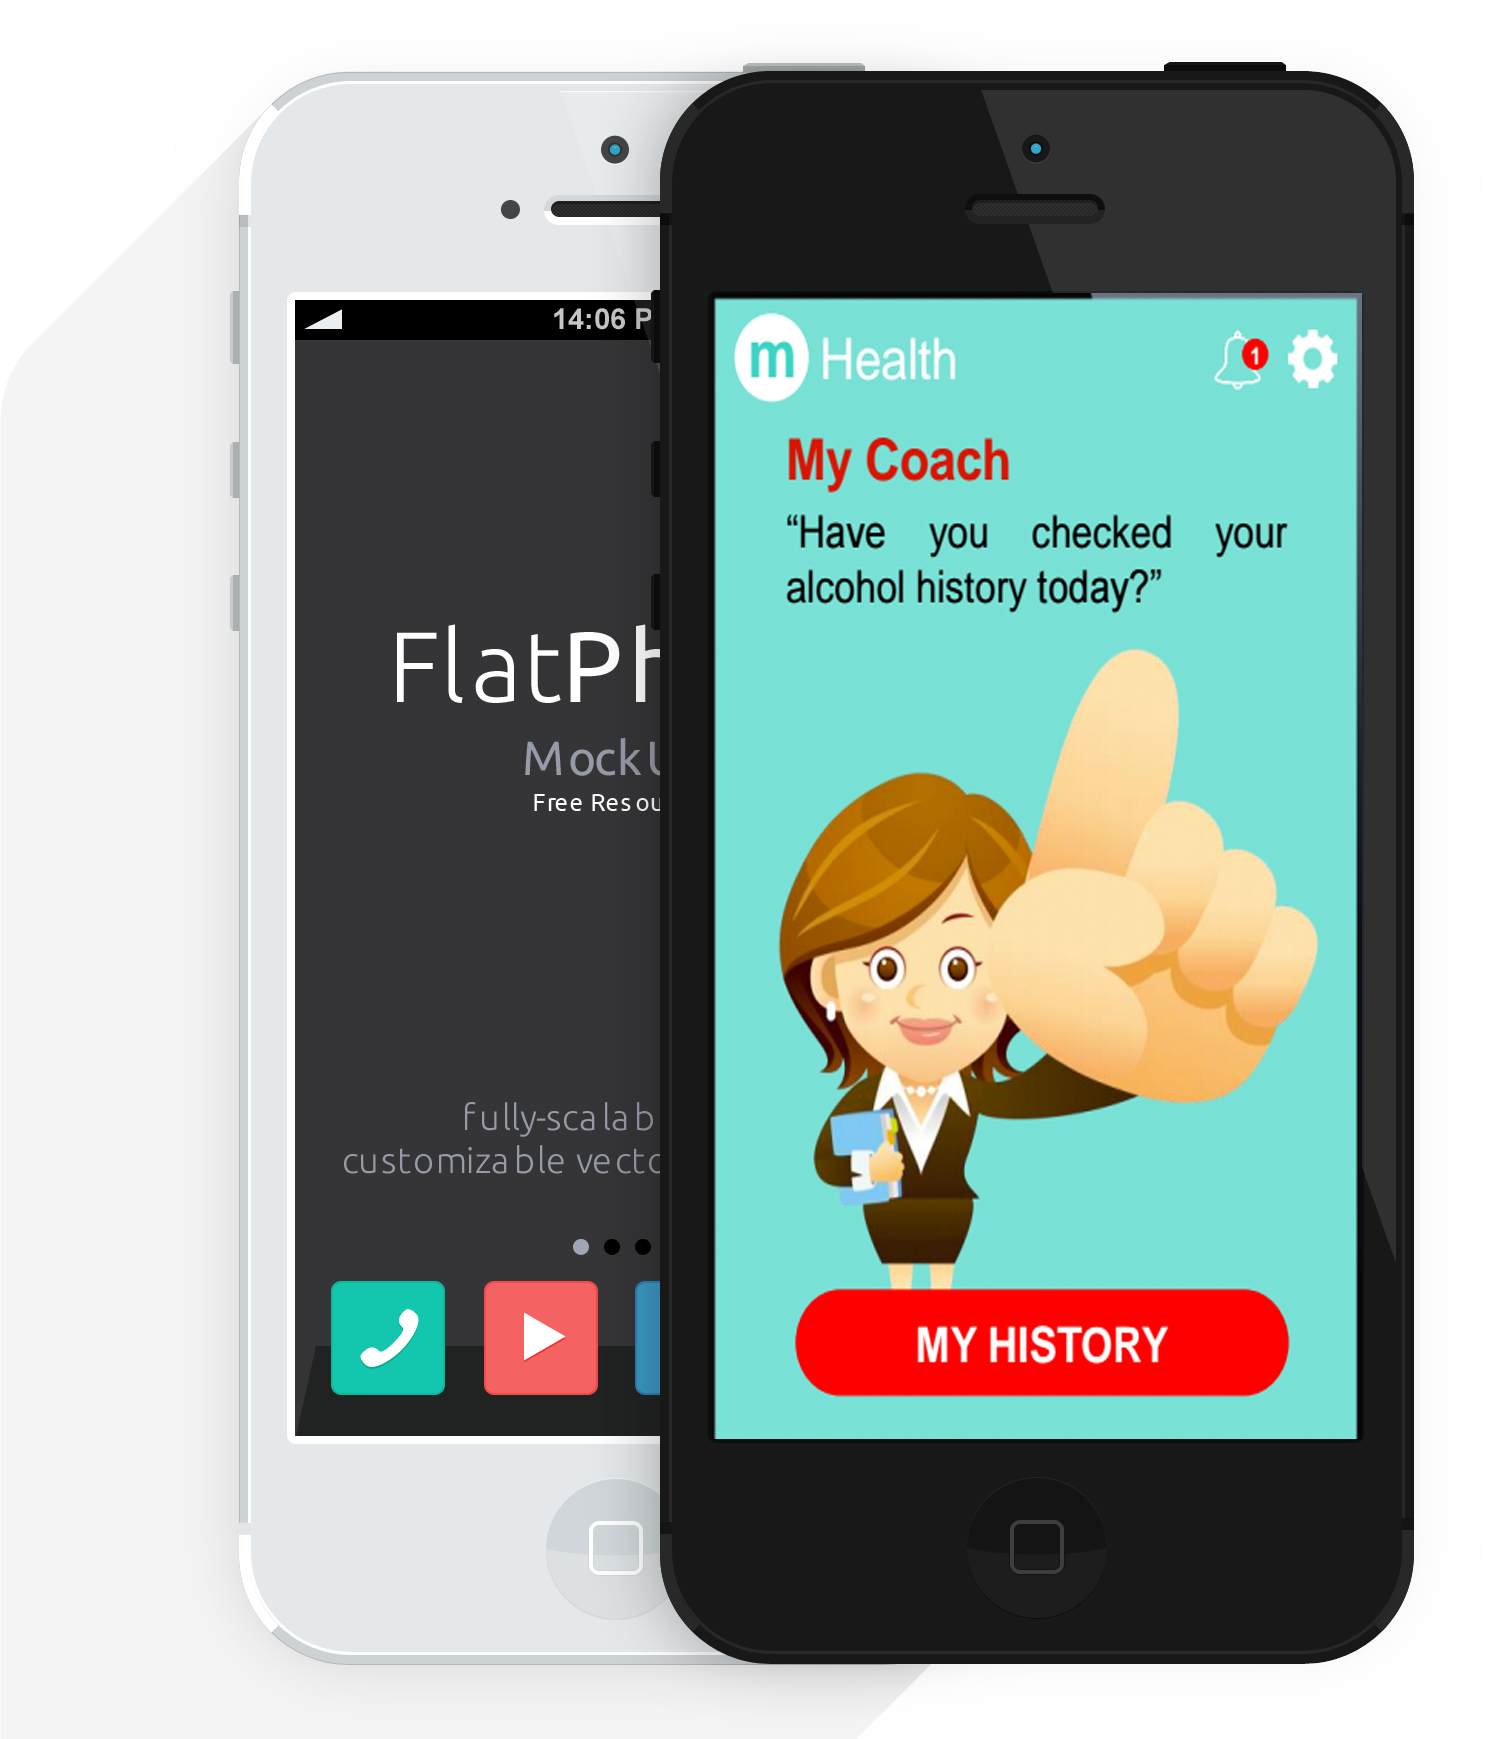 14:06 P
FlatPh
Mock
Free Resou
fully-scalab
customizable vecto
m Health
1
My Coach
“Have you checked your
alcohol history today?”
MY HISTORY